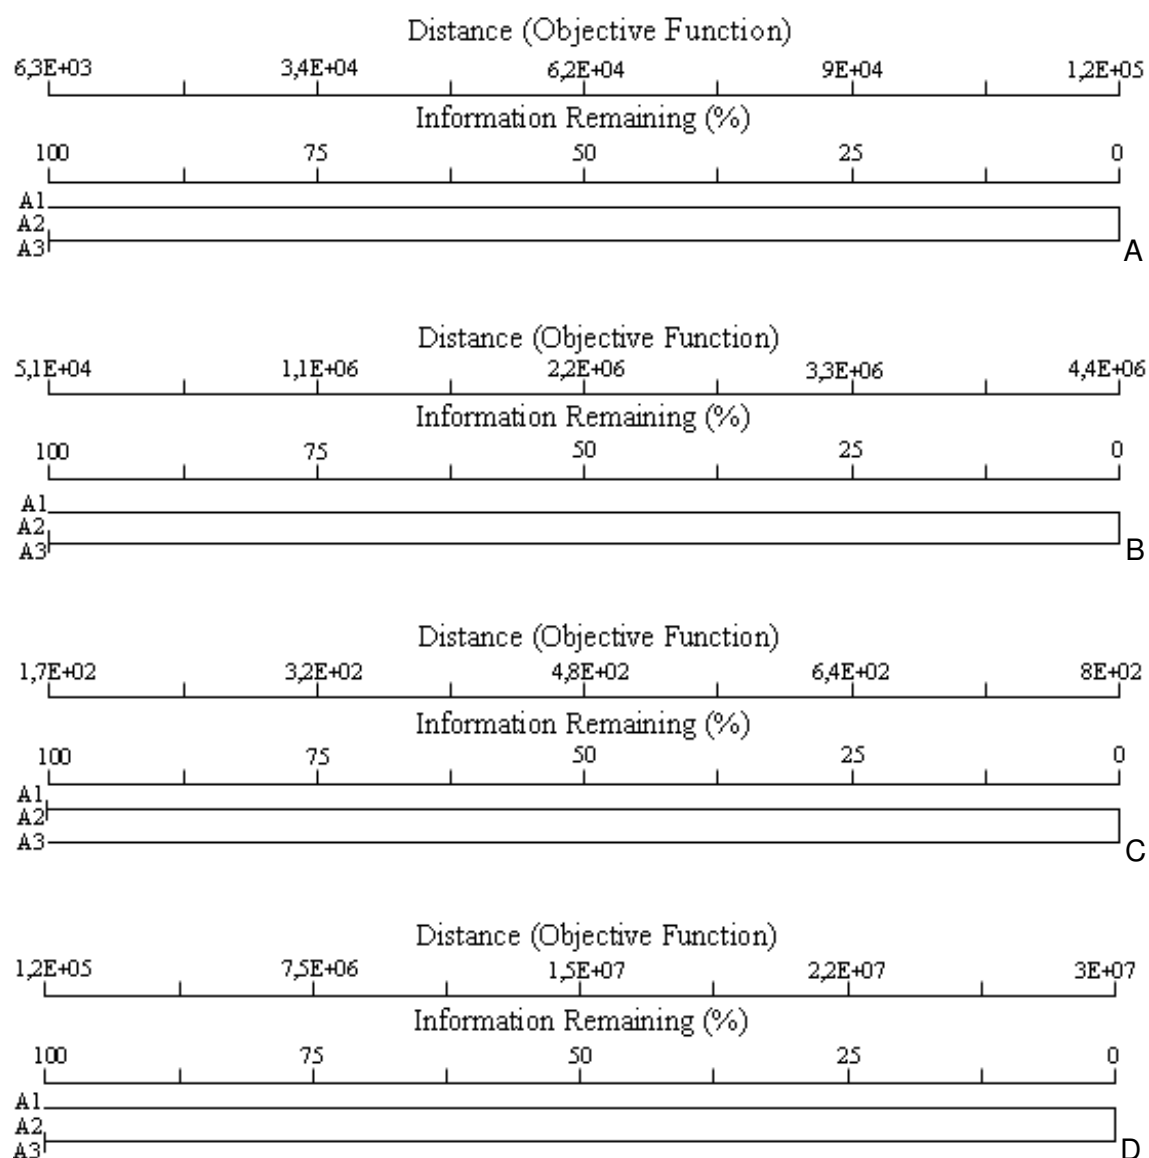 Distance (Objective Function)
6,3E+03 3,4E+04 6,2E+04 9E+04 1,2E+05
Information Remaining (%)
100 75 50 25 0
A1
A2
A3
A
Distance (Objective Function)
5,1E+04 1,1E+06 2,2E+06 3,3E+06 4,4E+06
Information Remaining (%)
100 75 50 25 0
A1
A2
A3
B
Distance (Objective Function)
1,7E+02 3,2E+02 4,8E+02 6,4E+02 8E+02
Information Remaining (%)
100 75 50 25 0
A1
A2
A3
C
Distance (Objective Function)
1,2E+05 7,5E+06 1,5E+07 2,2E+07 3E+07
Information Remaining (%)
100 75 50 25 0
A1
A2
A3
D